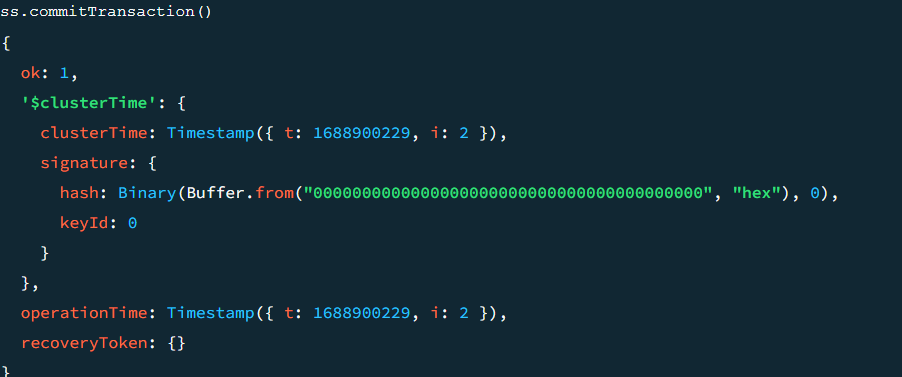 ss.commitTransaction()
{
  ok: 1,
  '$clusterTime': {
    clusterTime: Timestamp({ t: 1688900229, i: 2 }),
    signature: {
      hash: Binary(Buffer.from("0000000000000000000000000000000000000000", "hex"), 0),
      keyId: 0
    }
  },
  operationTime: Timestamp({ t: 1688900229, i: 2 }),
  recoveryToken: {}
}